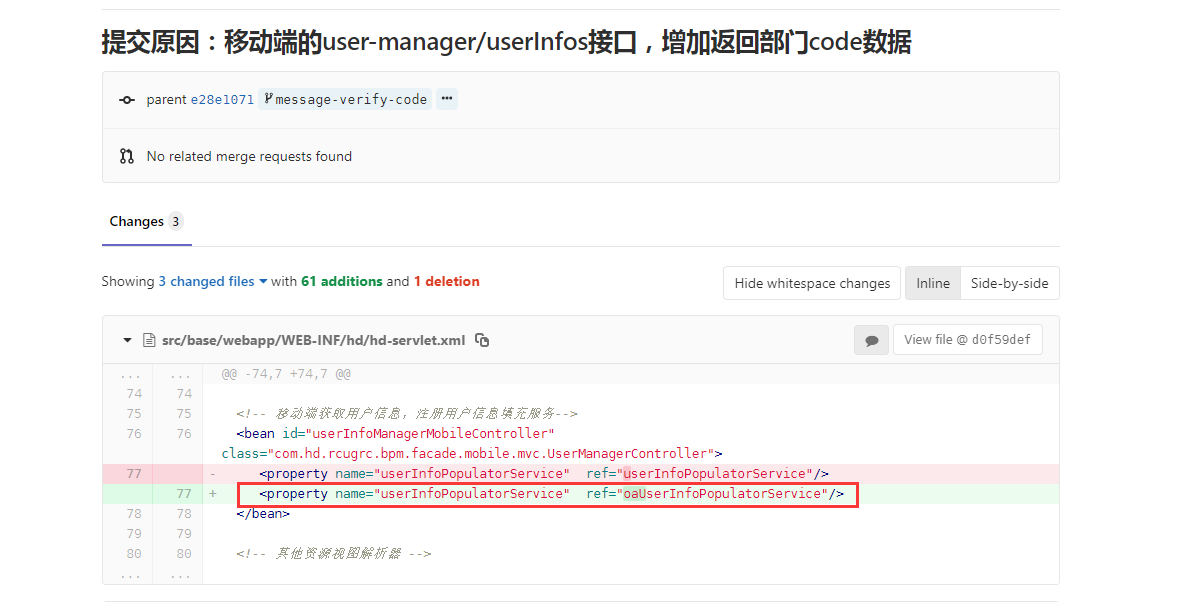 提交原因：移动端的user-manager/userInfos接口，增加返回部门code数据
parent e28e1071 message-verify-code ···
No related merge requests found
Changes 3
Showing 3 changed files with 61 additions and 1 deletion
Hide whitespace changes Inline Side-by-side
src/base/webapp/WEB-INF/hd/hd-servlet.xml
View file @ d0f59def
... ... @@ -74,7 +74,7 @@
74 74
75 75 <!-- 移动端获取用户信息，注册用户信息填充服务-->
76 76 <bean id="userInfoManagerMobileController"
class="com.hd.rcugrc.bpm.facade.mobile.mvc.UserManagerController">
77 - <property name="userInfoPopulatorService" ref="userInfoPopulatorService"/>
77 + <property name="userInfoPopulatorService" ref="oaUserInfoPopulatorService"/>
78 78 </bean>
79 79
80 80 <!-- 其他资源视图解析器 -->
... ...